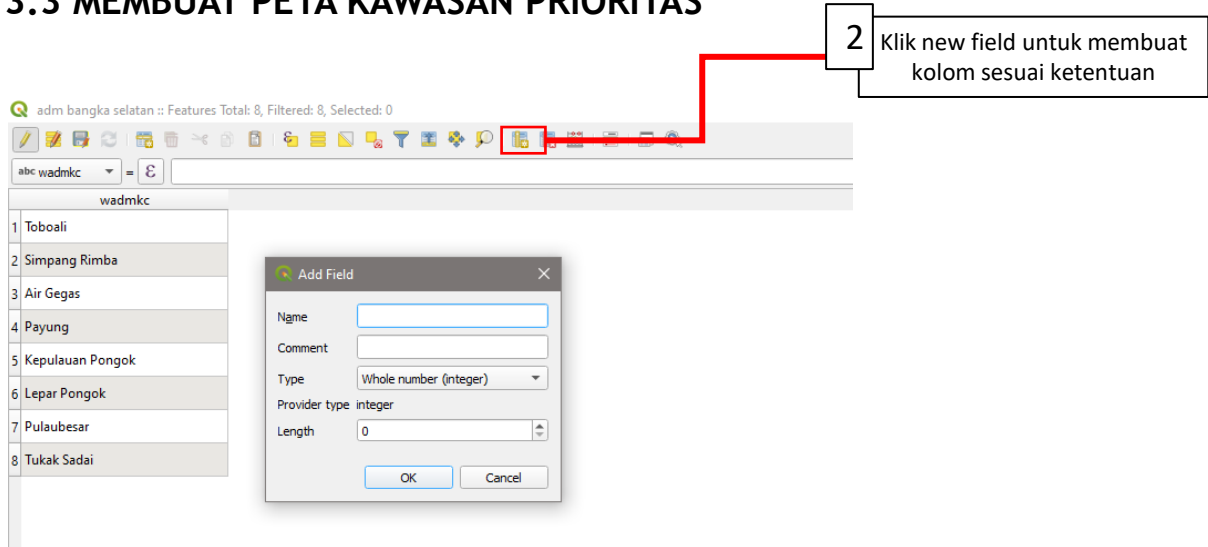 3.3 MEMBUAT PETA KAWASAN PRIORITAS
2 Klik new field untuk membuat
kolom sesuai ketentuan
adm bangka selatan :: Features Total: 8, Filtered: 8, Selected: 0
abc wadmkc = ε
wadmkc
1 Toboali
2 Simpang Rimba
3 Air Gegas
4 Payung
5 Kepulauan Pongok
6 Lepar Pongok
7 Pulaubesar
8 Tukak Sadai
Add Field
Name
Comment
Type Whole number (integer)
Provider type integer
Length 0
OK Cancel